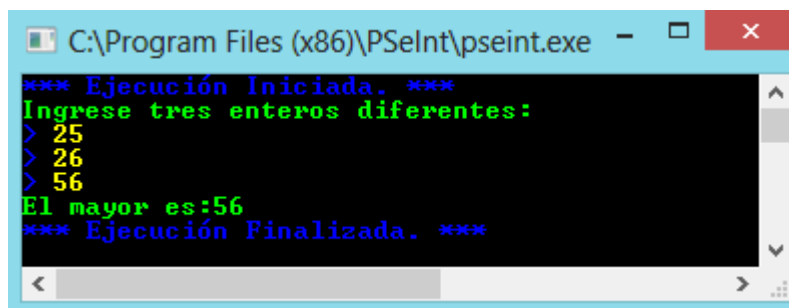 C:\Program Files (x86)\PSeInt\pseint.exe
*** Ejecución Iniciada. ***
Ingrese tres enteros diferentes:
> 25
> 26
> 56
El mayor es:56
*** Ejecución Finalizada. ***